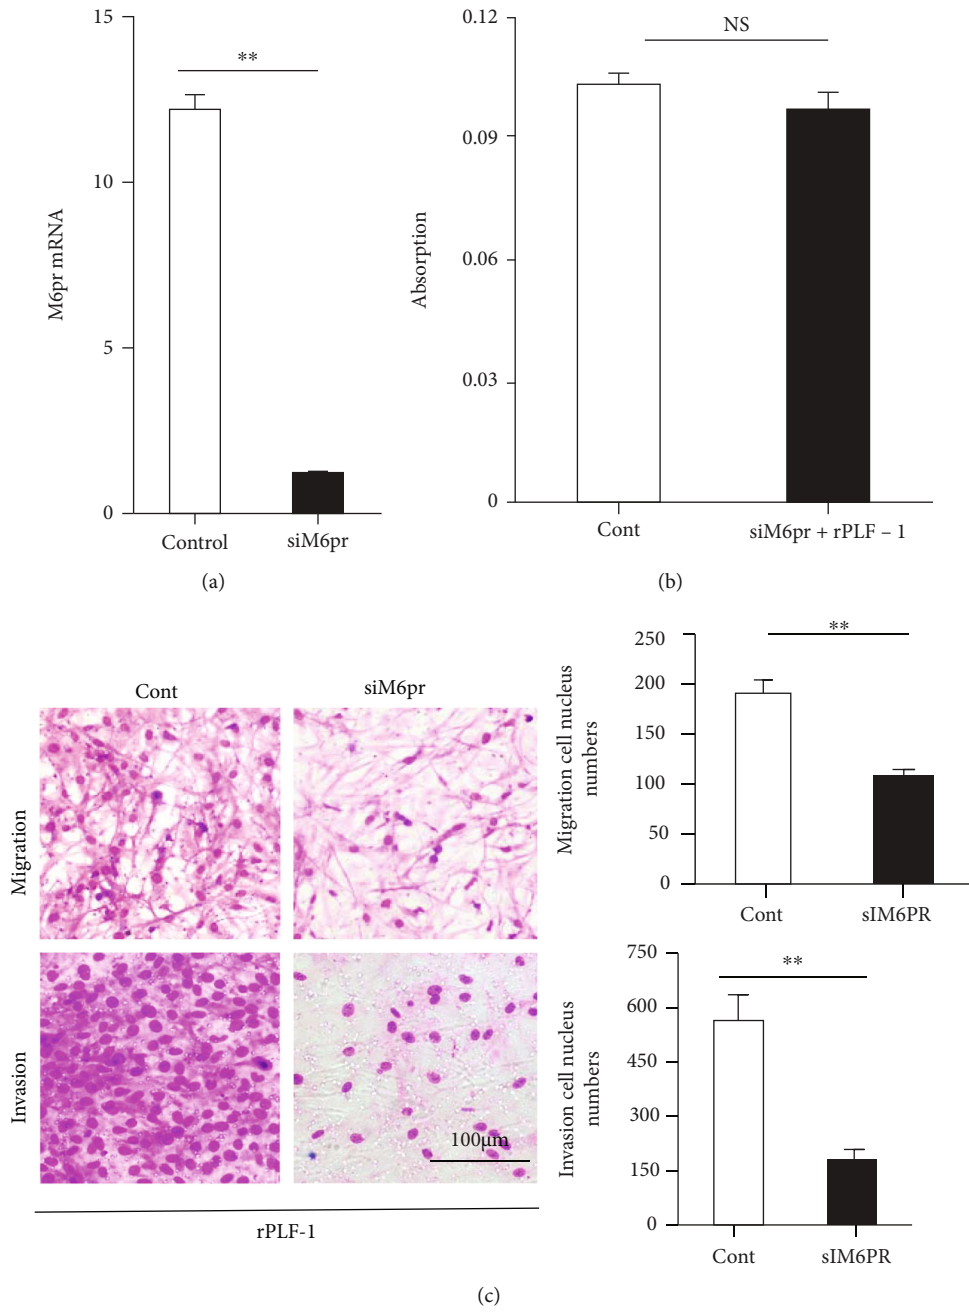 15
10
5
0
M6pr mRNA
**
Control
siM6pr
(a)
0.12
0.09
0.06
0.03
0
Absorption
NS
Cont
siM6pr + rPLF – 1
(b)
Cont
siM6pr
Migration
Invasion
100μm
rPLF-1
250
200
150
100
50
0
Migration cell nucleus
numbers
**
Cont
sIM6PR
750
600
450
300
150
0
Invasion cell nucleus
numbers
**
Cont
sIM6PR
(c)